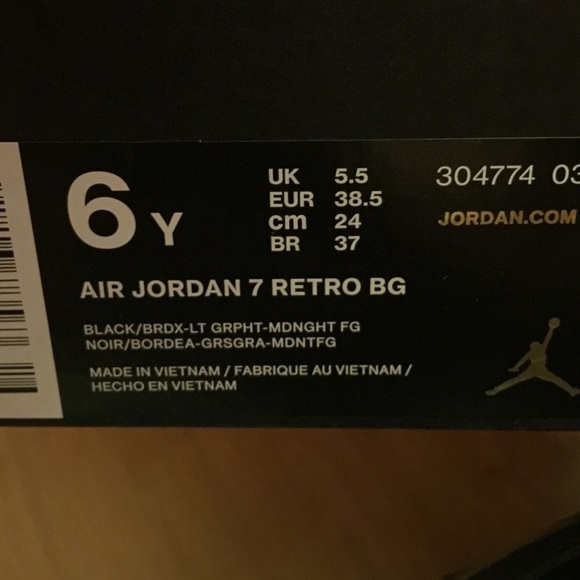 6 Y
UK 5.5
EUR 38.5
cm 24
BR 37
304774 03
JORDAN.COM
AIR JORDAN 7 RETRO BG
BLACK/BRDX-LT GRPHT-MDNGHT FG
NOIR/BORDEA-GRSGRA-MDNTFG
MADE IN VIETNAM / FABRIQUE AU VIETNAM /
HECHO EN VIETNAM